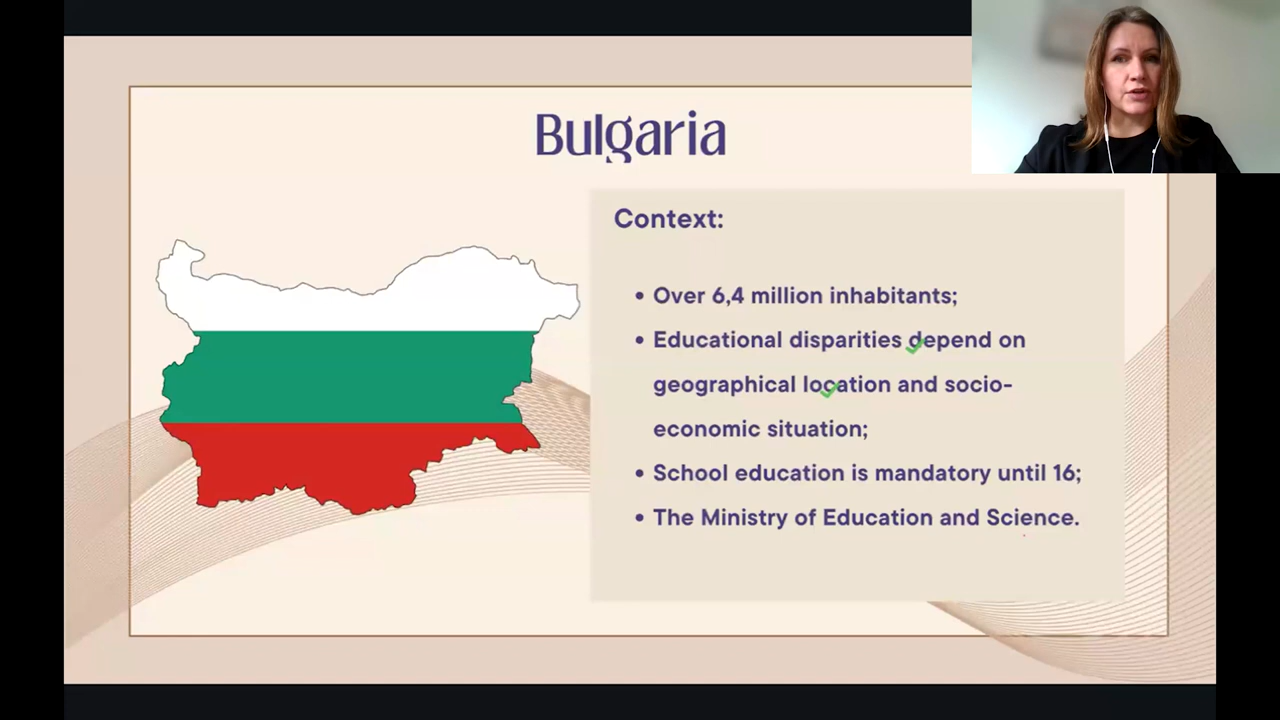 Bulgaria
Context:
• Over 6,4 million inhabitants;
• Educational disparities depend on
geographical location and socio-
economic situation;
• School education is mandatory until 16;
• The Ministry of Education and Science.